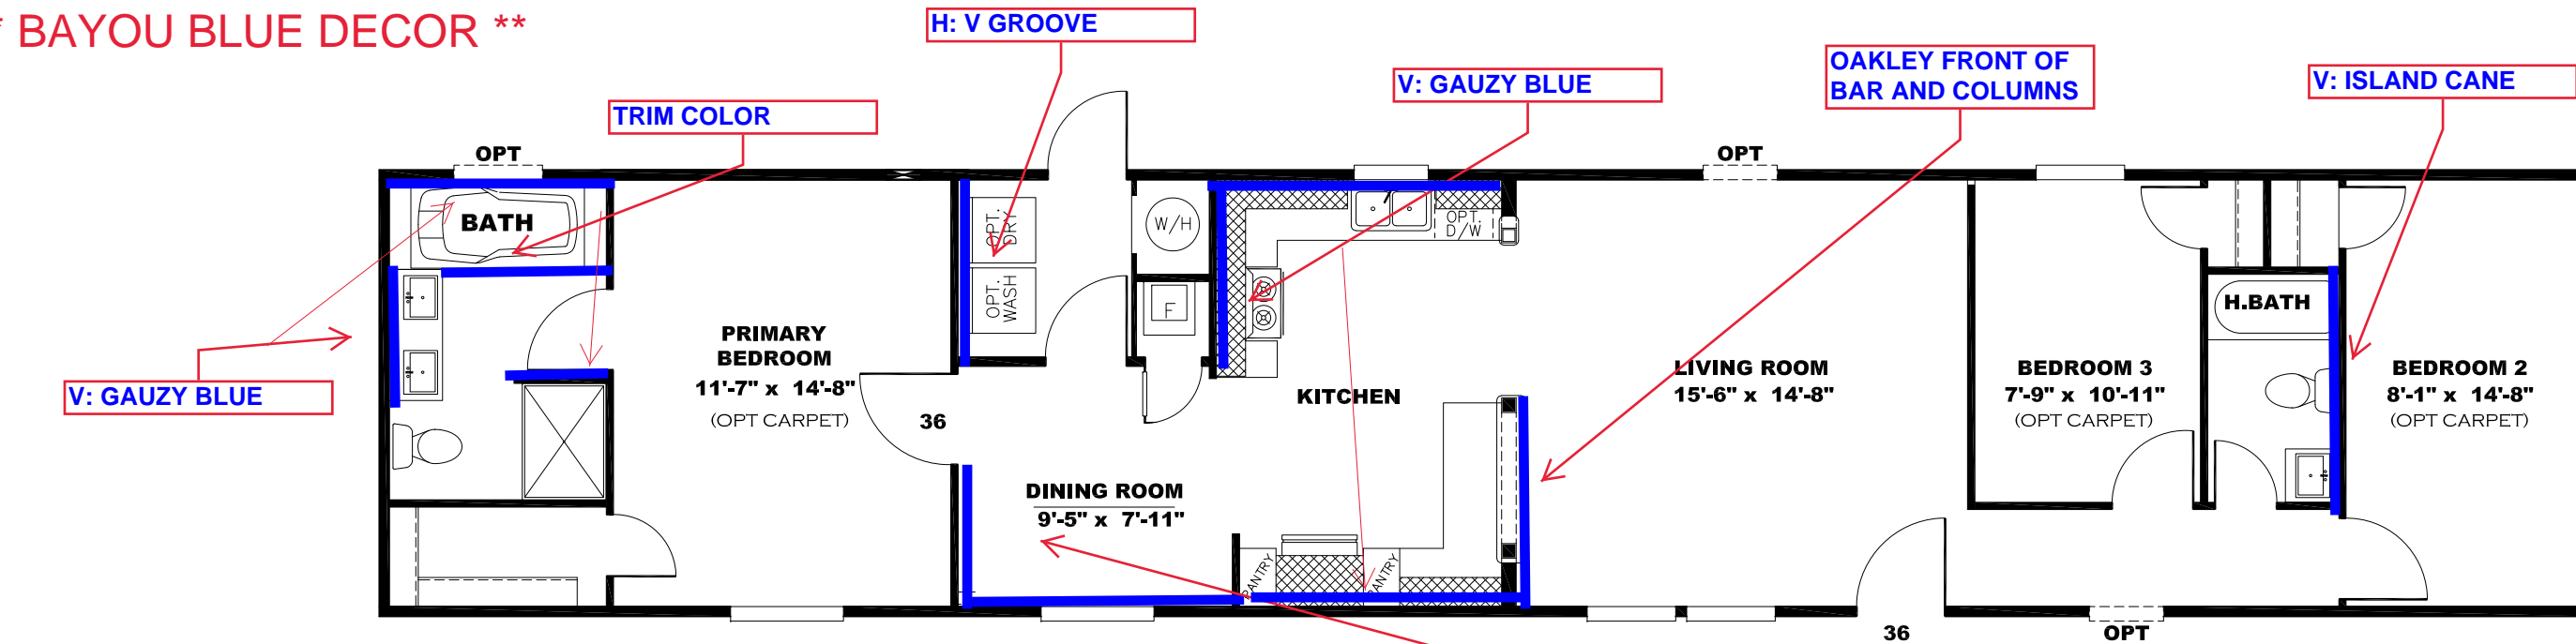 * BAYOU BLUE DECOR **
H: V GROOVE
OAKLEY FRONT OF
BAR AND COLUMNS
V: GAUZY BLUE
V: ISLAND CANE
TRIM COLOR
OPT
OPT
BATH
OPT.
DRY
W/H
OPT.
D/W
OPT.
WASH
F
H.BATH
PRIMARY
BEDROOM
11'-7" x 14'-8"
(OPT CARPET)
V: GAUZY BLUE
36
KITCHEN
LIVING ROOM
15'-6" x 14'-8"
BEDROOM 3
7'-9" x 10'-11"
(OPT CARPET)
BEDROOM 2
8'-1" x 14'-8"
(OPT CARPET)
DINING ROOM
9'-5" x 7'-11"
PANTRY
PANTRY
36
OPT